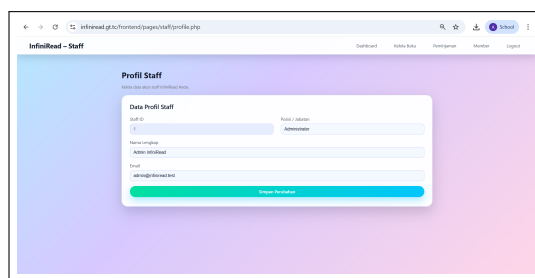 infiniread.gt.tc/frontend/pages/staff/profile.php
School
InfiniRead – Staff
Dashboard Kelola Buku Peminjaman Member Logout
Profil Staff
Kelola data akun staff InfiniRead Anda.
Data Profil Staff
Staff ID Posisi / Jabatan
1 Administrator
Nama Lengkap
Admin InfiniRead
Email
admin@infiniread.test
Simpan Perubahan